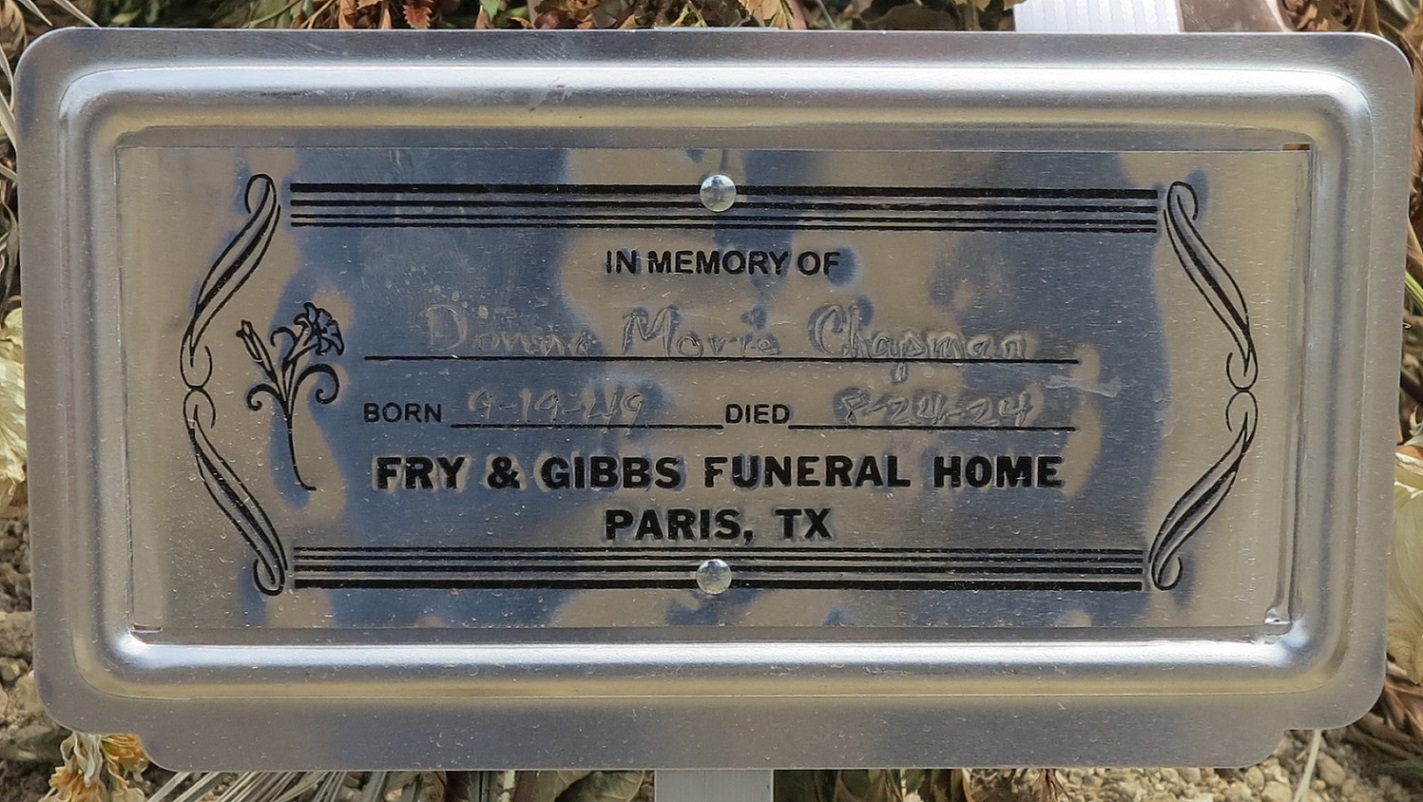 IN MEMORY OF
Donna Marie Chapman
BORN 9-19-49 DIED 8-24-24
FRY & GIBBS FUNERAL HOME
PARIS, TX